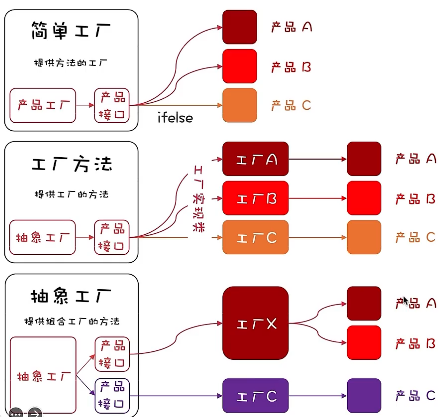 简单工厂
提供方法的工厂
产品工厂
产品
接口
ifelse
产品 A
产品 B
产品 C
工厂方法
提供工厂的方法
抽象工厂
产品
接口
工厂实现类
工厂A
工厂B
工厂C
产品 A
产品 B
产品 C
抽象工厂
提供组合工厂的方法
抽象工厂
产品
接口
产品
接口
工厂X
工厂C
产品 A
产品 B
产品 C